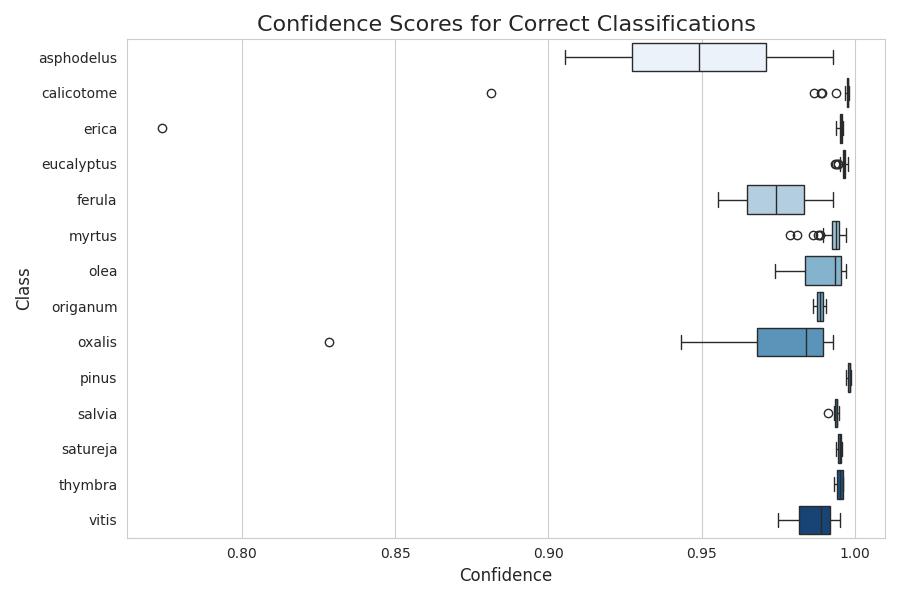 Confidence Scores for Correct Classifications
asphodelus
calicotome
erica
eucalyptus
ferula
myrtus
olea
origanum
oxalis
pinus
salvia
satureja
thymbra
vitis
Class
0.80 0.85 0.90 0.95 1.00
Confidence